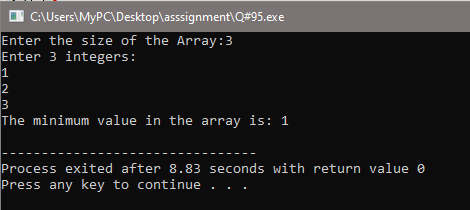 C:\Users\MyPC\Desktop\asssignment\Q#95.exe
Enter the size of the Array:3
Enter 3 integers:
1
2
3
The minimum value in the array is: 1
--------------------------------
Process exited after 8.83 seconds with return value 0
Press any key to continue . . .